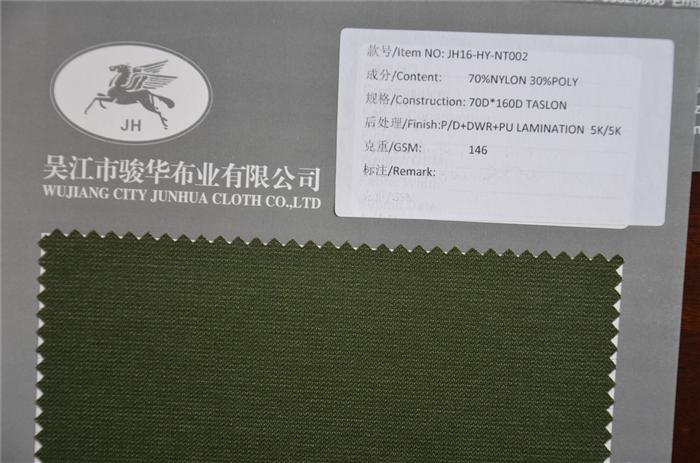 JH
吴江市骏华布业有限公司
WUJIANG CITY JUNHUA CLOTH CO.,LTD
款号/Item NO: JH16-HY-NT002
成分/Content: 70%NYLON 30%POLY
规格/Construction: 70D*160D TASLON
后处理/Finish:P/D+DWR+PU LAMINATION 5K/5K
克重/GSM: 146
标注/Remark: